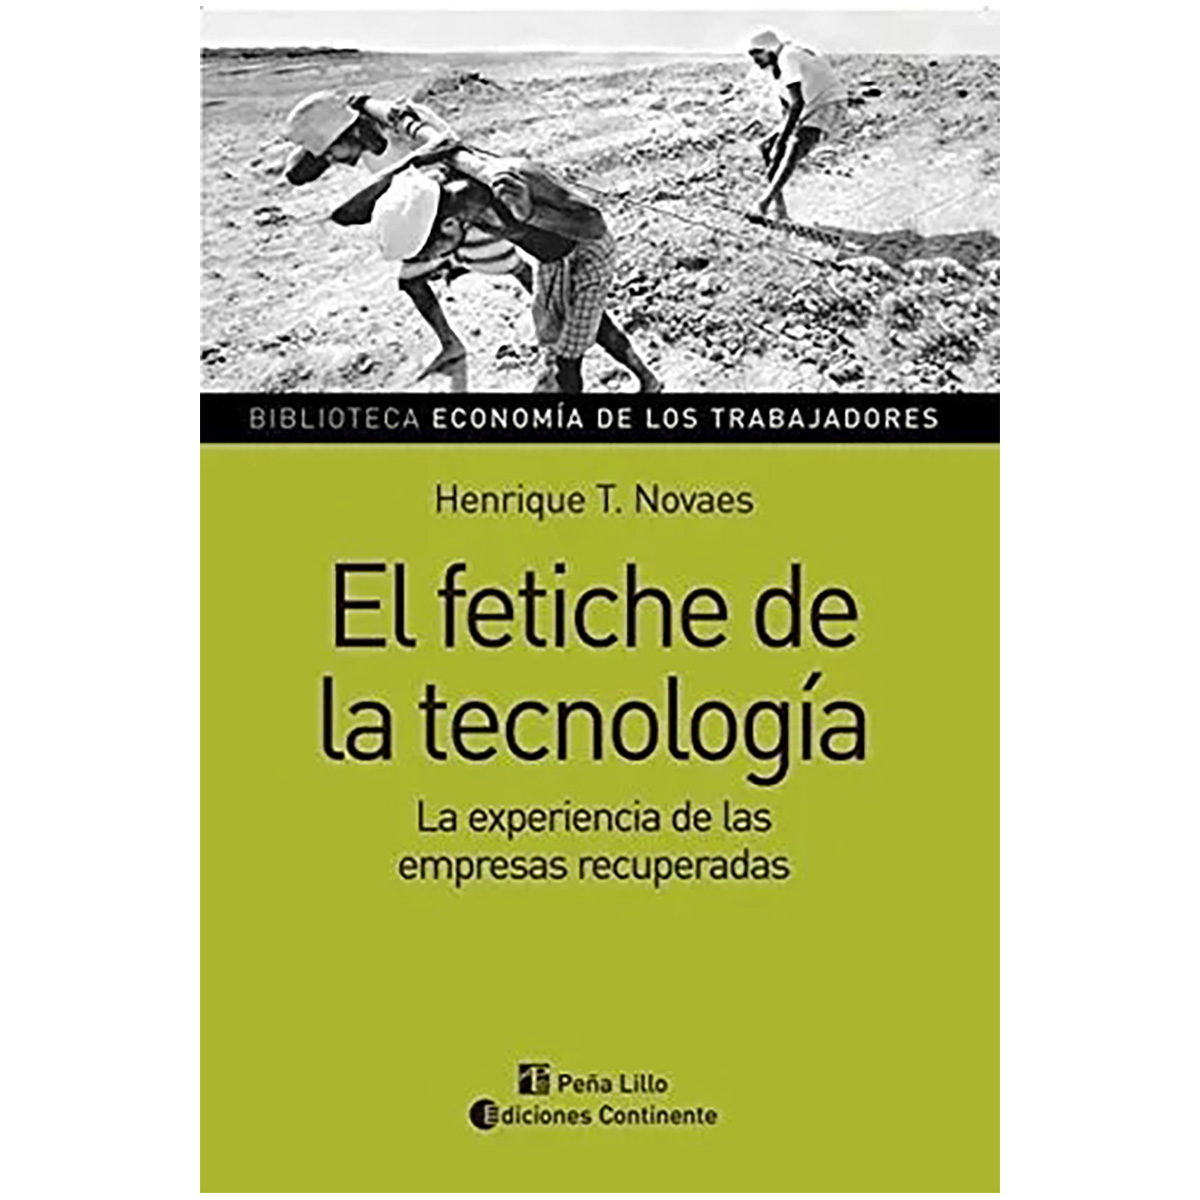 BIBLIOTECA ECONOMÍA DE LOS TRABAJADORES
Henrique T. Novaes
El fetiche de
la tecnología
La experiencia de las
empresas recuperadas
Peña Lillo
Ediciones Continente